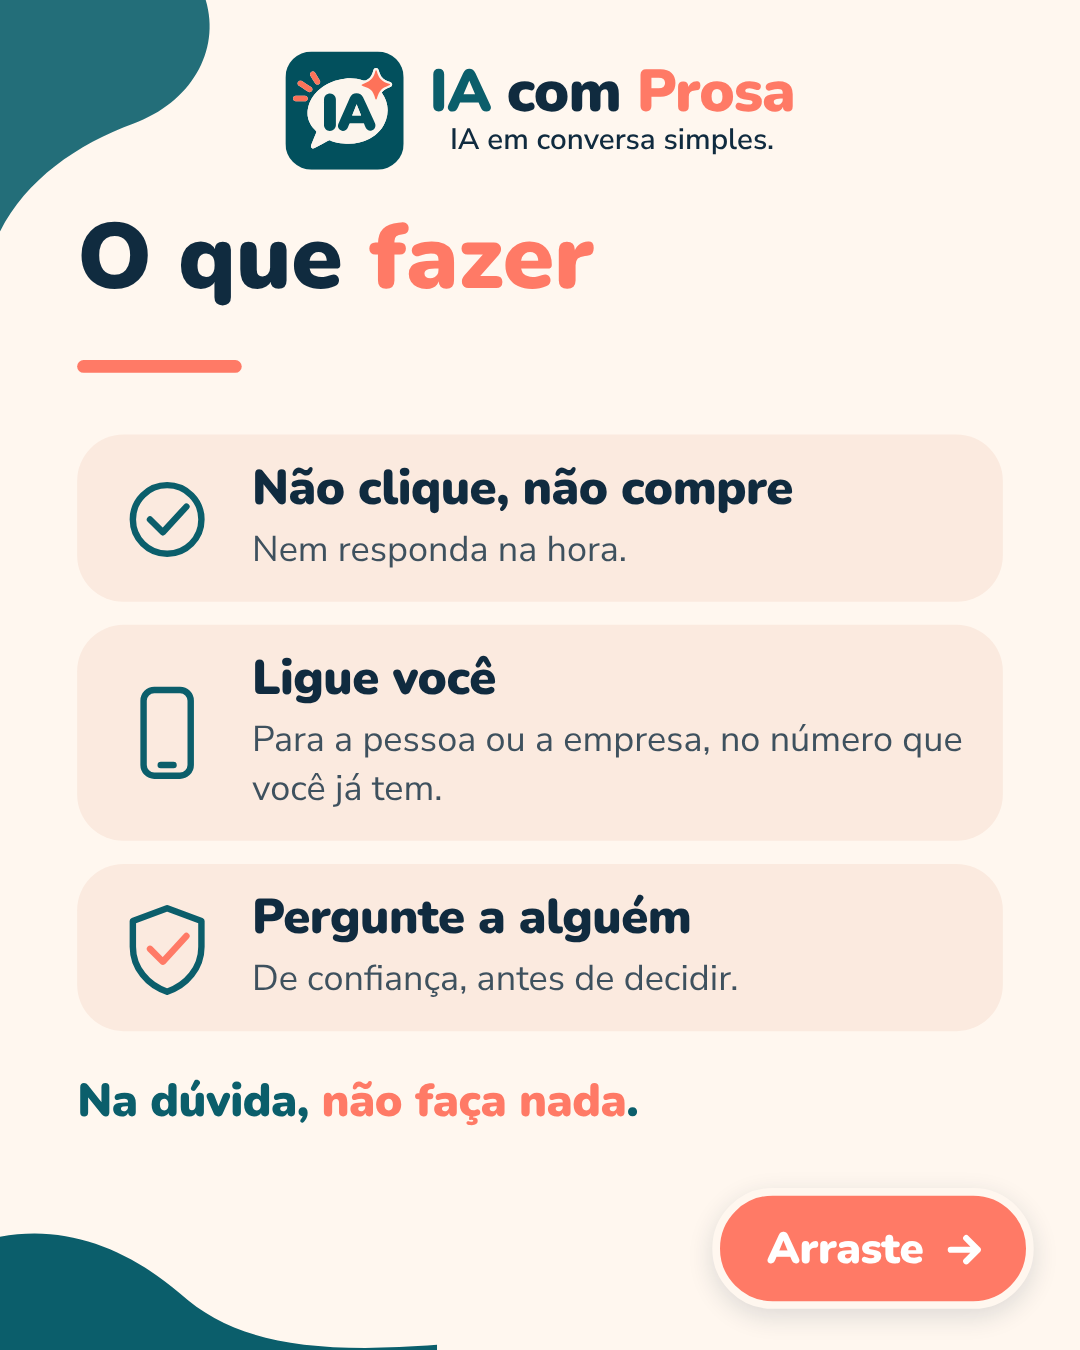 IA
IA com Prosa
IA em conversa simples.
O que fazer
Não clique, não compre
Nem responda na hora.
Ligue você
Para a pessoa ou a empresa, no número que
você já tem.
Pergunte a alguém
De confiança, antes de decidir.
Na dúvida, não faça nada.
Arraste →